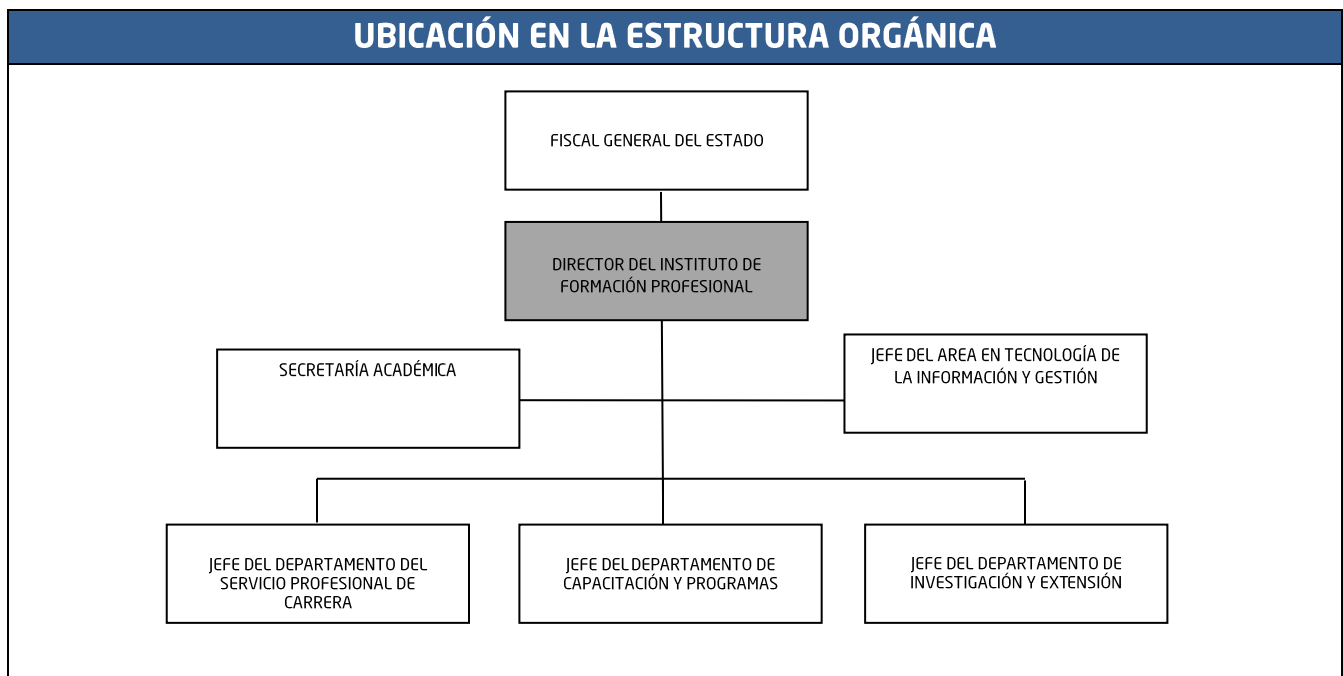 UBICACIÓN EN LA ESTRUCTURA ORGÁNICA
FISCAL GENERAL DEL ESTADO
DIRECTOR DEL INSTITUTO DE
FORMACIÓN PROFESIONAL
SECRETARÍA ACADÉMICA
JEFE DEL AREA EN TECNOLOGÍA DE
LA INFORMACIÓN Y GESTIÓN
JEFE DEL DEPARTAMENTO DEL
SERVICIO PROFESIONAL DE
CARRERA
JEFE DEL DEPARTAMENTO DE
CAPACITACIÓN Y PROGRAMAS
JEFE DEL DEPARTAMENTO DE
INVESTIGACIÓN Y EXTENSIÓN